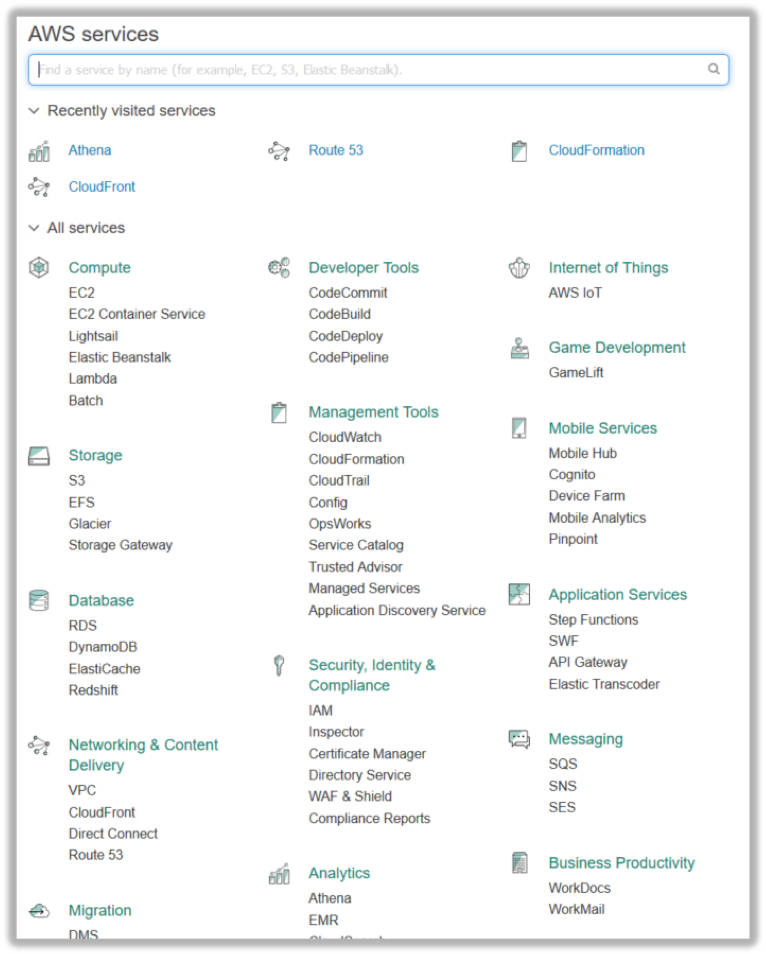 AWS services
Find a service by name (for example, EC2, S3, Elastic Beanstalk).
Recently visited services
Athena
Route 53
CloudFormation
CloudFront
All services
Compute
EC2
EC2 Container Service
Lightsail
Elastic Beanstalk
Lambda
Batch
Storage
S3
EFS
Glacier
Storage Gateway
Database
RDS
DynamoDB
ElastiCache
Redshift
Networking & Content
Delivery
VPC
CloudFront
Direct Connect
Route 53
Migration
DMS
Developer Tools
CodeCommit
CodeBuild
CodeDeploy
CodePipeline
Management Tools
CloudWatch
CloudFormation
CloudTrail
Config
OpsWorks
Service Catalog
Trusted Advisor
Managed Services
Application Discovery Service
Security, Identity &
Compliance
IAM
Inspector
Certificate Manager
Directory Service
WAF & Shield
Compliance Reports
Analytics
Athena
EMR
Internet of Things
AWS IoT
Game Development
GameLift
Mobile Services
Mobile Hub
Cognito
Device Farm
Mobile Analytics
Pinpoint
Application Services
Step Functions
SWF
API Gateway
Elastic Transcoder
Messaging
SQS
SNS
SES
Business Productivity
WorkDocs
WorkMail